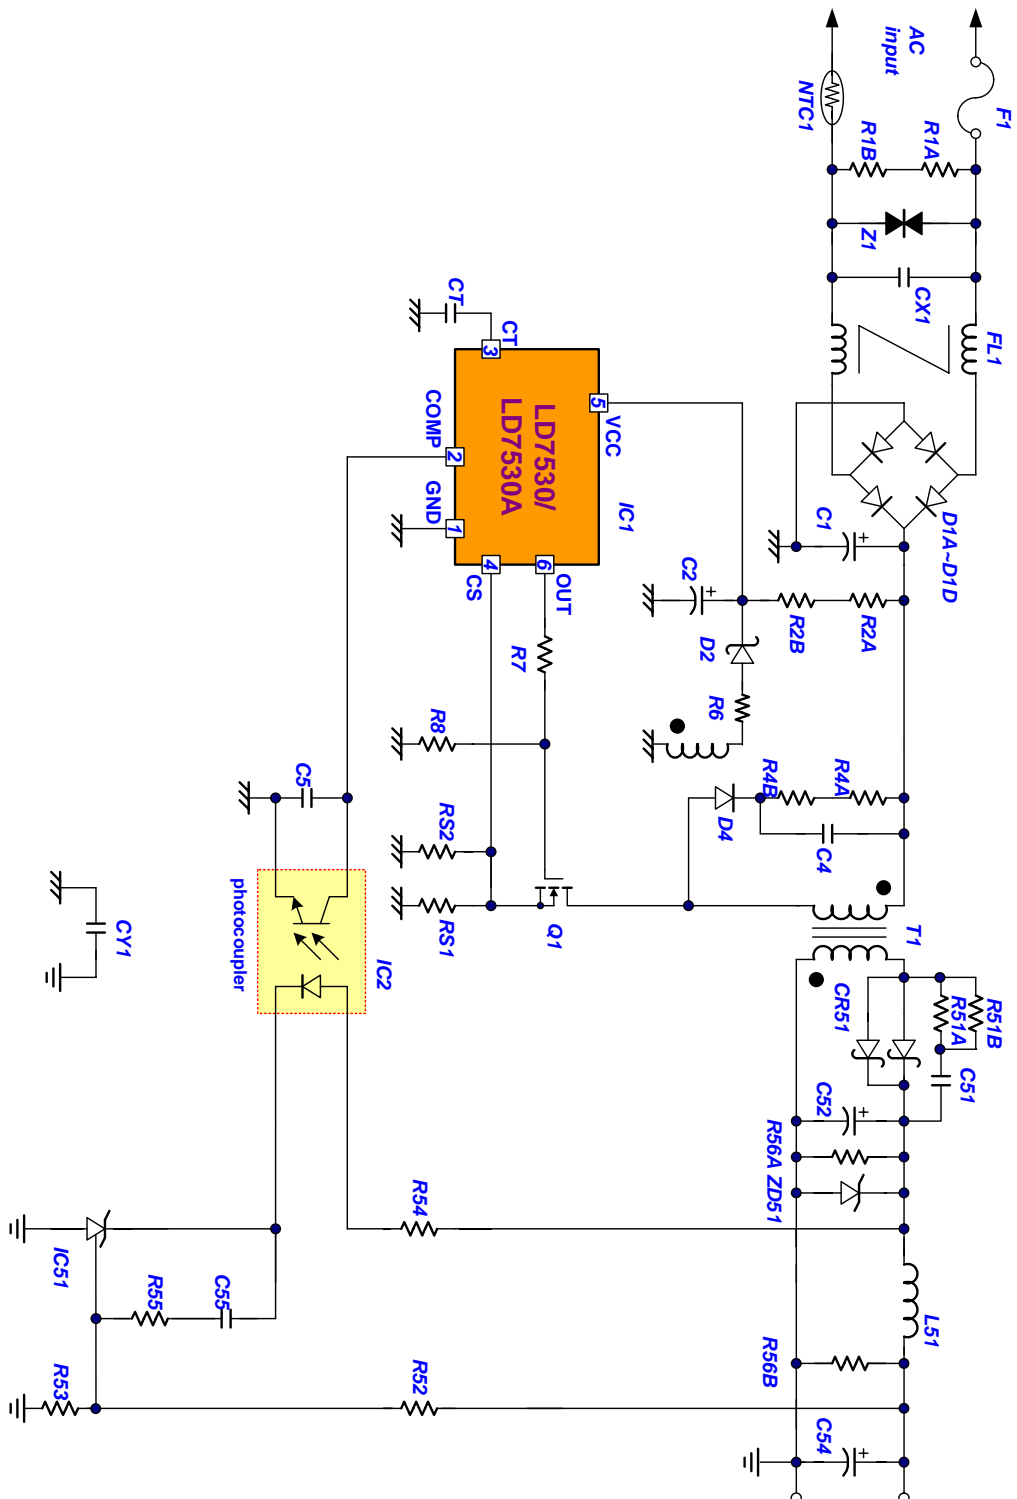 AC
input
F1
NTC1
R1A
R1B
Z1
CX1
FL1
D1A~D1D
C1
R2A
R2B
C2
D2
R6
R4A
R4B
C4
D4
T1
CR51
R51A
R51B
C51
C52
R56A
ZD51
L51
R56B
C54
CT
CT
3
5
VCC
COMP
2
GND
1
LD7530/
LD7530A
IC1
4
CS
6
OUT
R7
R8
RS2
RS1
Q1
C5
photocoupler
IC2
CY1
R54
IC51
R55
C55
R53
R52